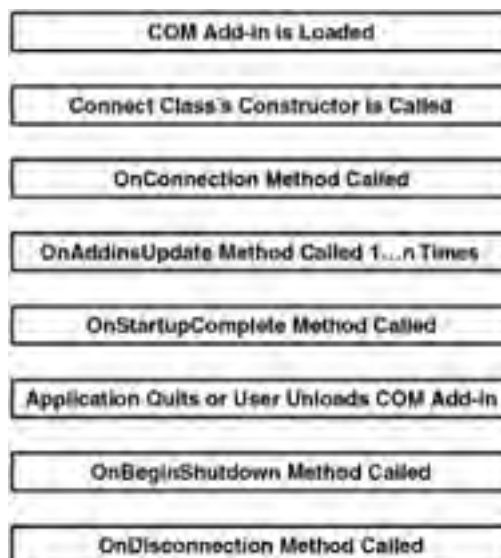 COM Add-in is Loaded
Connect Class's Constructor is Called
OnConnection Method Called
OnAddinsUpdate Method Called 1...n Times
OnStartupComplete Method Called
Application Quits or User Unloads COM Add-in
OnBeginShutdown Method Called
OnDisconnection Method Called